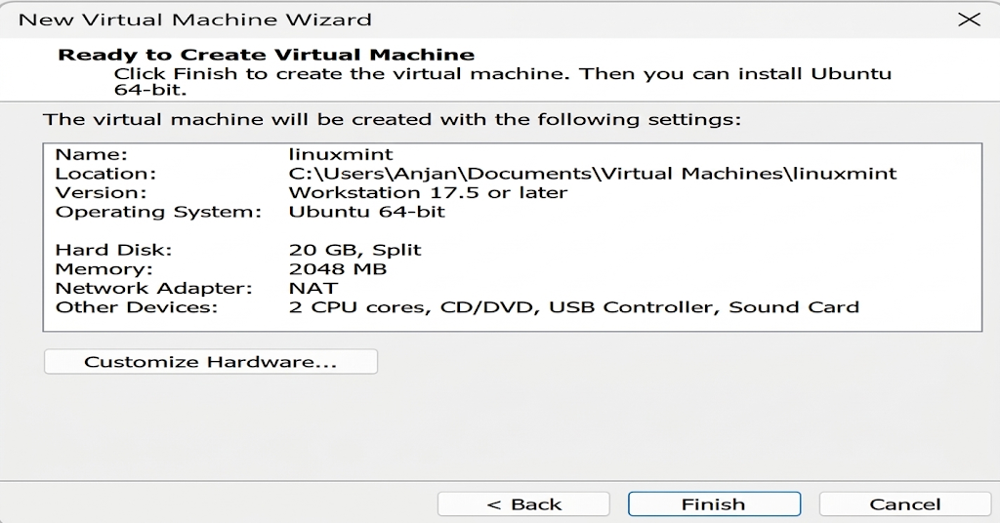 New Virtual Machine Wizard
Ready to Create Virtual Machine
Click Finish to create the virtual machine. Then you can install Ubuntu
64-bit.
The virtual machine will be created with the following settings:
Name: linuxmint
Location: C:\Users\Anjan\Documents\Virtual Machines\linuxmint
Version: Workstation 17.5 or later
Operating System: Ubuntu 64-bit
Hard Disk: 20 GB, Split
Memory: 2048 MB
Network Adapter: NAT
Other Devices: 2 CPU cores, CD/DVD, USB Controller, Sound Card
Customize Hardware...
< Back Finish Cancel